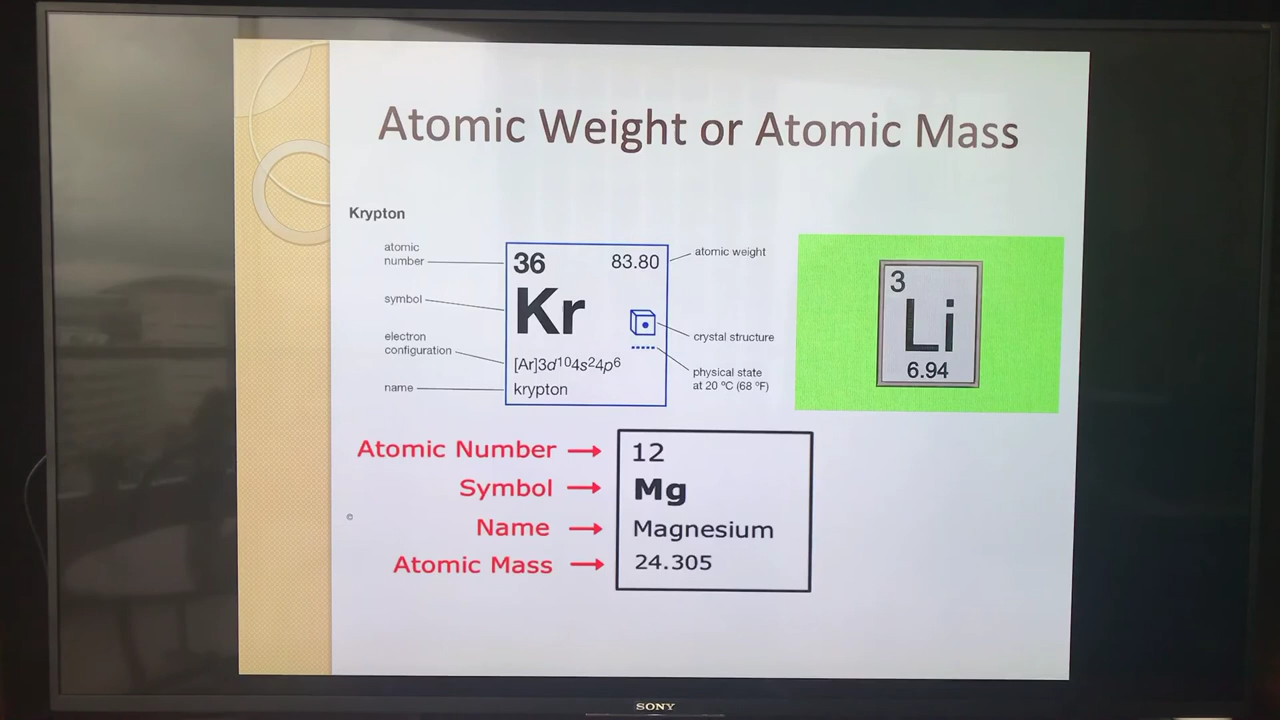 Atomic Weight or Atomic Mass
Krypton
atomic
number
symbol
electron
configuration
name
36 83.80
Kr
[Ar]3d¹⁰4s²4p⁶
krypton
atomic weight
crystal structure
physical state
at 20 ºC (68 ºF)
3
Li
6.94
Atomic Number → 12
Symbol → Mg
Name → Magnesium
Atomic Mass → 24.305
©
SONY